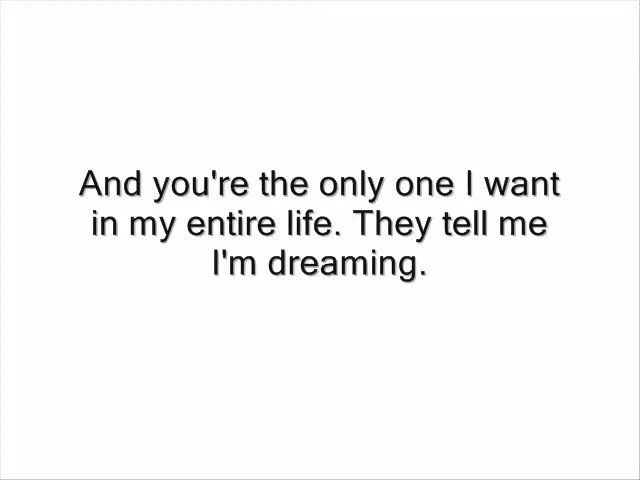 And you're the only one I want
in my entire life. They tell me
I'm dreaming.